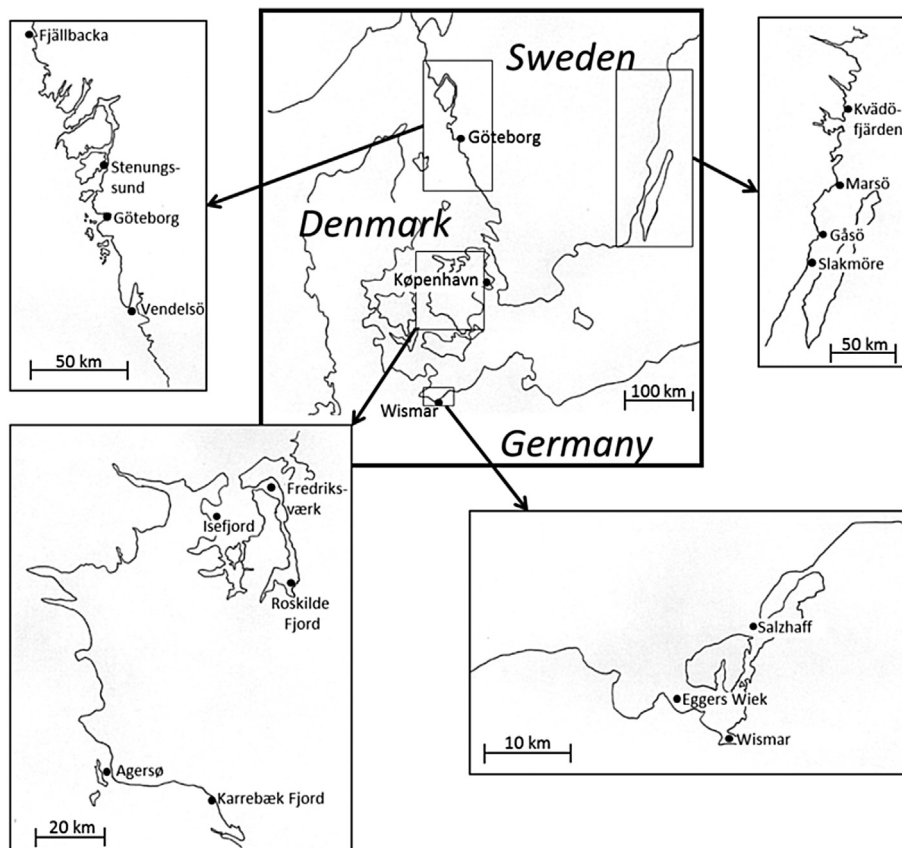 Fjällbacka
Stenungs-
sund
Göteborg
Vendelsö
50 km
Sweden
Göteborg
Denmark
Køpenhavn
Wismar
100 km
Germany
Kvädö-
fjärden
Marsö
Gåsö
Slakmöre
50 km
Fredriks-
værk
Isefjord
Roskilde
Fjord
Agersø
Karrebæk Fjord
20 km
Salzhaff
Eggers Wiek
Wismar
10 km